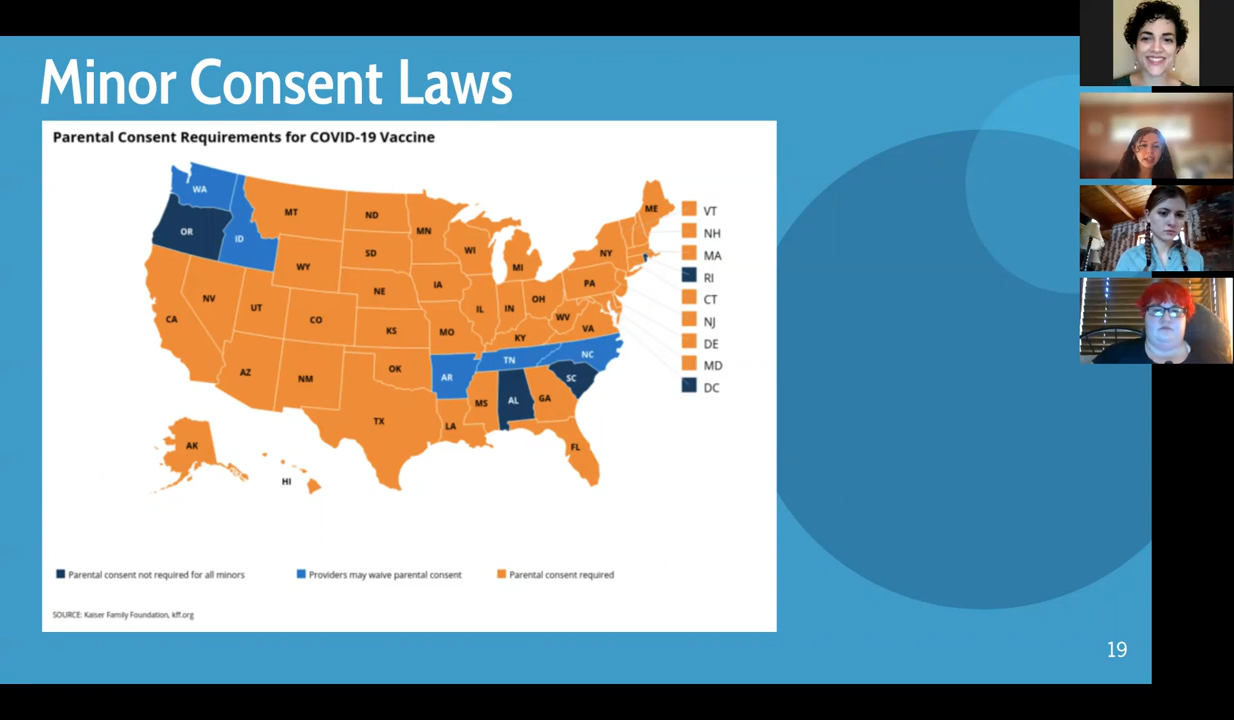 Minor Consent Laws
Parental Consent Requirements for COVID-19 Vaccine
WA
OR
ID
MT
ND
MN
WI
MI
NY
ME
WY
SD
NE
IA
PA
NV
UT
CO
KS
MO
IL
IN
OH
WV
VA
KY
CA
AZ
NM
OK
AR
TN
NC
SC
MS
AL
GA
TX
LA
FL
AK
HI
VT
NH
MA
RI
CT
NJ
DE
MD
DC
Parental consent not required for all minors
Providers may waive parental consent
Parental consent required
SOURCE: Kaiser Family Foundation, kff.org
19